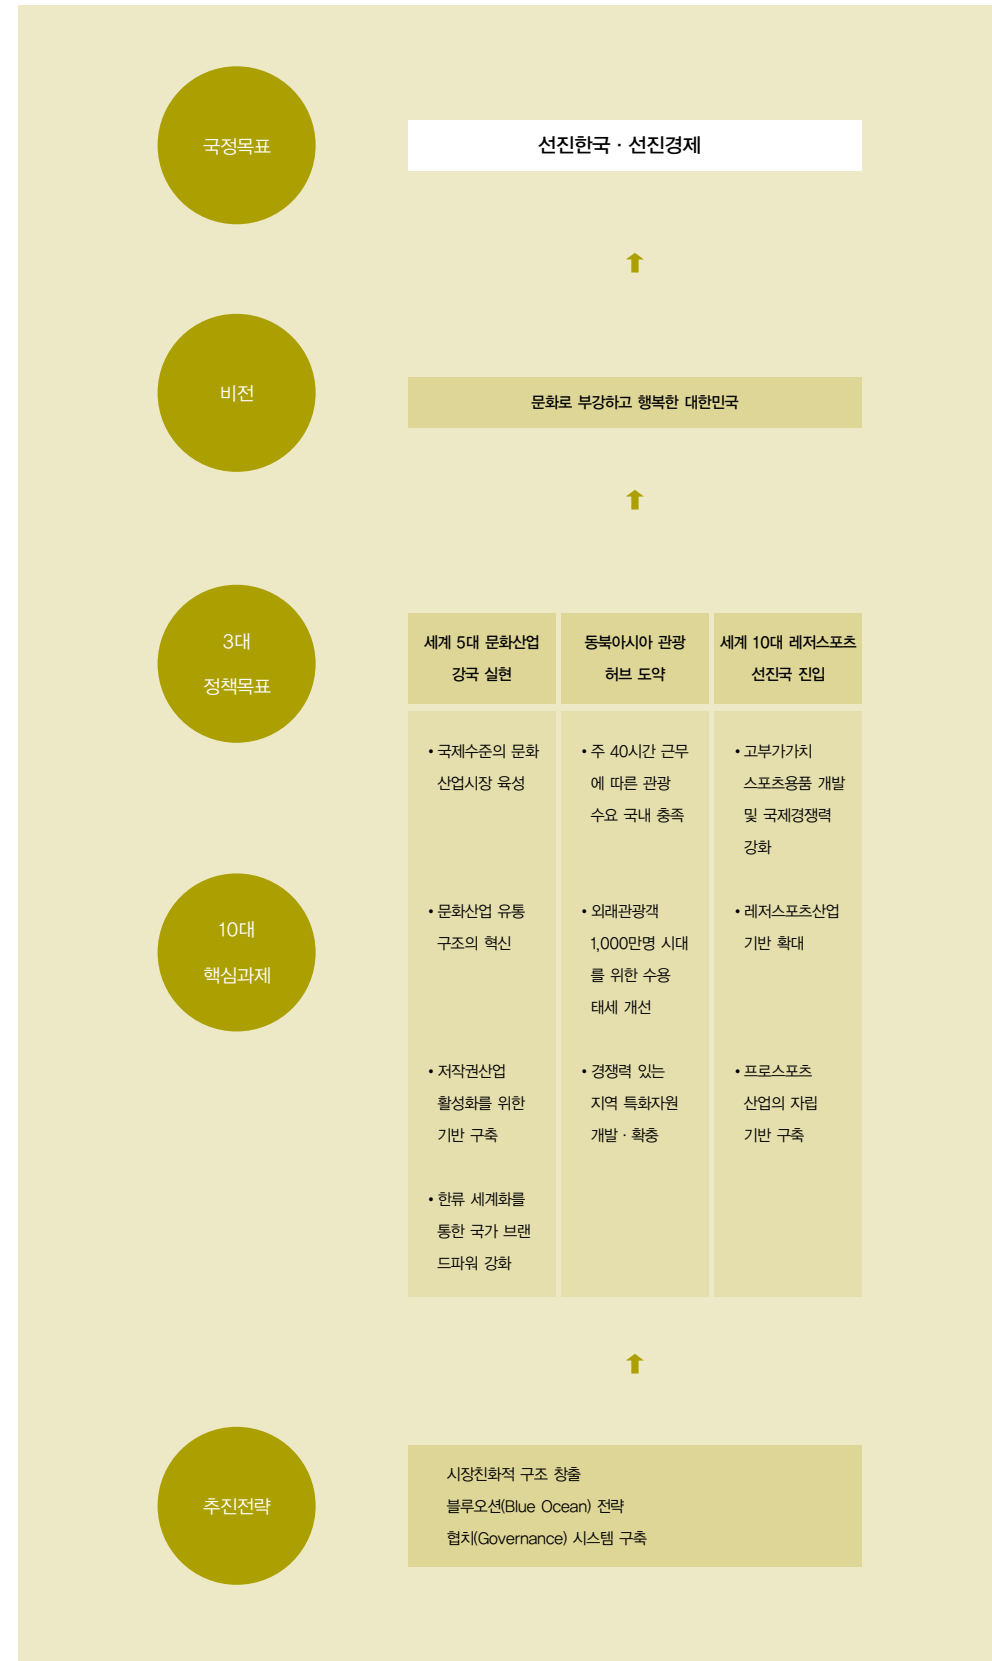 국정목표
선진한국 · 선진경제
비전
문화로 부강하고 행복한 대한민국
3대
정책목표
세계 5대 문화산업
강국 실현
동북아시아 관광
허브 도약
세계 10대 레저스포츠
선진국 진입
10대
핵심과제
• 국제수준의 문화
산업시장 육성
• 문화산업 유통
구조의 혁신
• 저작권산업
활성화를 위한
기반 구축
• 한류 세계화를
통한 국가 브랜
드파워 강화
• 주 40시간 근무
에 따른 관광
수요 국내 충족
• 외래관광객
1,000만명 시대
를 위한 수용
태세 개선
• 경쟁력 있는
지역 특화자원
개발 · 확충
• 고부가가치
스포츠용품 개발
및 국제경쟁력
강화
• 레저스포츠산업
기반 확대
• 프로스포츠
산업의 자립
기반 구축
추진전략
시장친화적 구조 창출
블루오션(Blue Ocean) 전략
협치(Governance) 시스템 구축